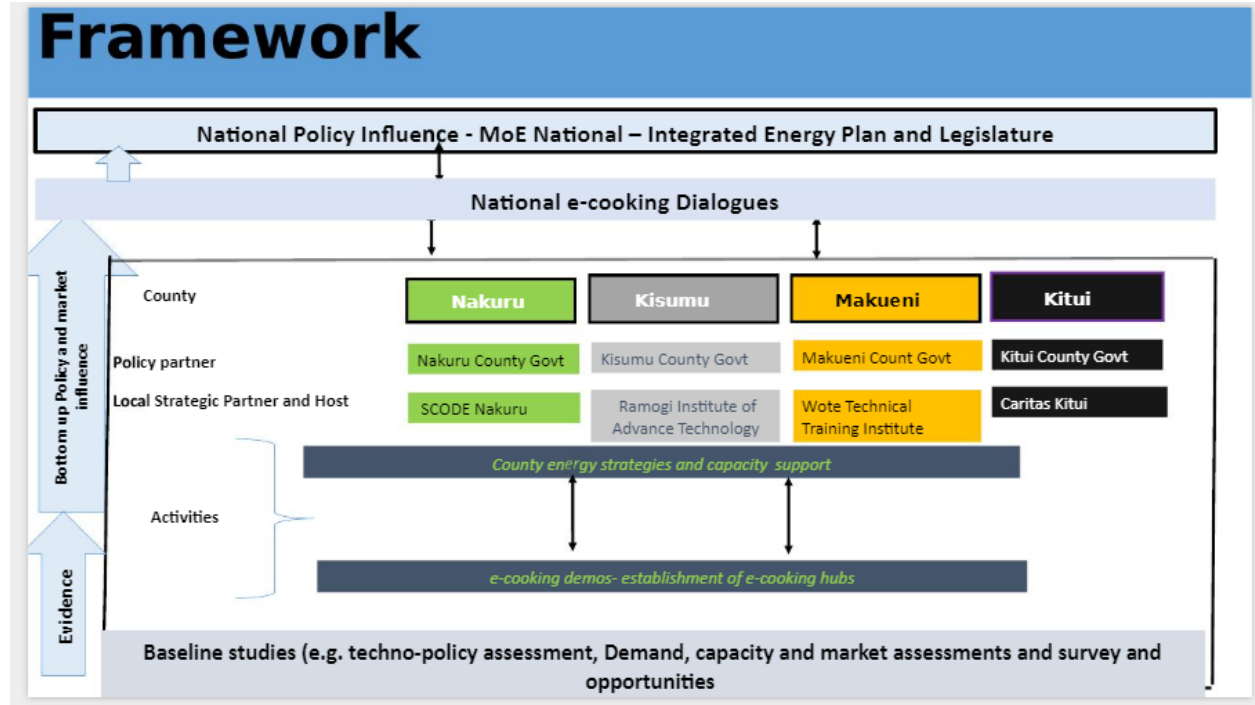 Framework
National Policy Influence - MoE National – Integrated Energy Plan and Legislature
National e-cooking Dialogues
Bottom up Policy and market
influence
Evidence
County
Nakuru
Kisumu
Makueni
Kitui
Policy partner
Nakuru County Govt
Kisumu County Govt
Makueni Count Govt
Kitui County Govt
Local Strategic Partner and Host
SCODE Nakuru
Ramogi Institute of
Advance Technology
Wote Technical
Training Institute
Caritas Kitui
County energy strategies and capacity support
Activities
e-cooking demos- establishment of e-cooking hubs
Baseline studies (e.g. techno-policy assessment, Demand, capacity and market assessments and survey and
opportunities